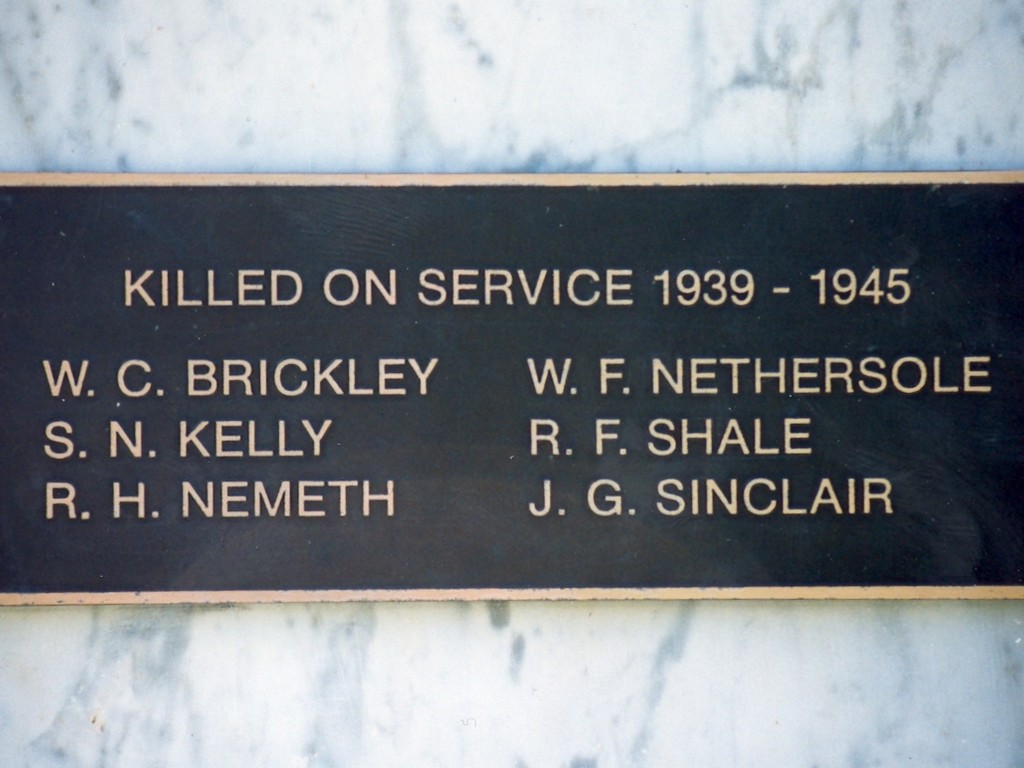 KILLED ON SERVICE 1939 - 1945
W. C. BRICKLEY
S. N. KELLY
R. H. NEMETH
W. F. NETHERSOLE
R. F. SHALE
J. G. SINCLAIR